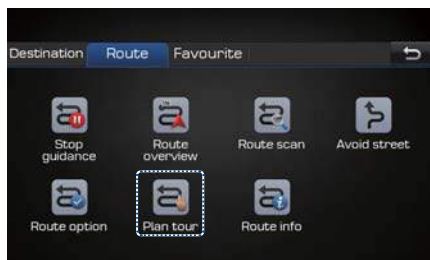 Destination Route Favourite
Stop guidance
Route overview
Route scan
Avoid street
Route option
Plan tour
Route info